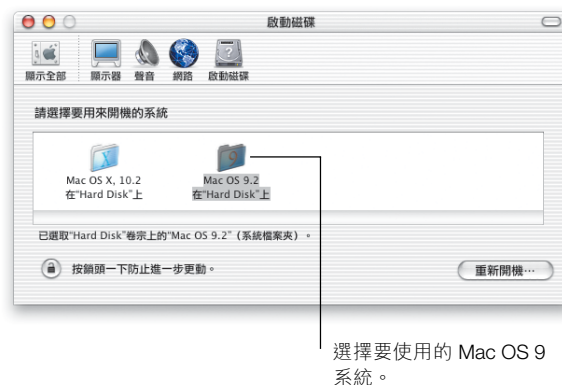 啟動磁碟
顯示全部 顯示器 聲音 網路 啟動磁碟
請選擇要用來開機的系統
Mac OS X, 10.2
在“Hard Disk”上
Mac OS 9.2
在“Hard Disk”上
已選取“Hard Disk”卷宗上的“Mac OS 9.2”（系統檔案夾）。
按鎖頭一下防止進一步更動。
重新開機…
選擇要使用的 Mac OS 9
系統。